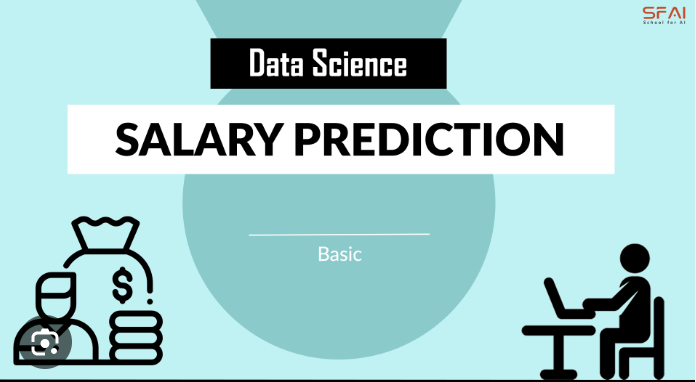 SFAI
School for AI
Data Science
SALARY PREDICTION
Basic
$